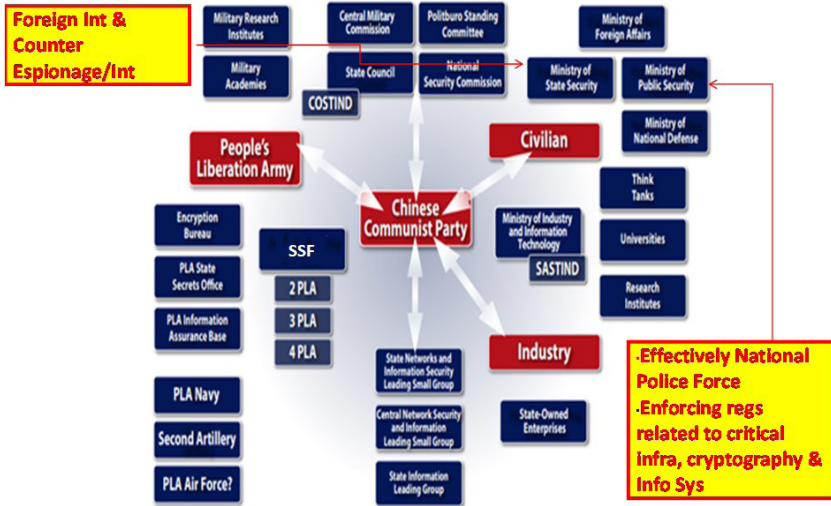 Foreign Int &
Counter
Espionage/Int
Military Research
Institutes
Military
Academies
Central Military
Commission
State Council
COSTIND
Politburo Standing
Committee
National
Security Commission
Ministry of
Foreign Affairs
Ministry of
State Security
Ministry of
Public Security
Ministry of
National Defense
People's
Liberation Army
Civilian
Chinese
Communist Party
Encryption
Bureau
PLA State
Secrets Office
PLA Information
Assurance Base
PLA Navy
Second Artillery
PLA Air Force?
SSF
2 PLA
3 PLA
4 PLA
Ministry of Industry
and Information
Technology
SASTIND
Think
Tanks
Universities
Research
Institutes
Industry
State-Owned
Enterprises
State Networks and
Information Security
Leading Small Group
Central Network Security
and Information
Leading Small Group
State Information
Leading Group
·Effectively National
Police Force
·Enforcing regs
related to critical
infra, cryptography &
Info Sys